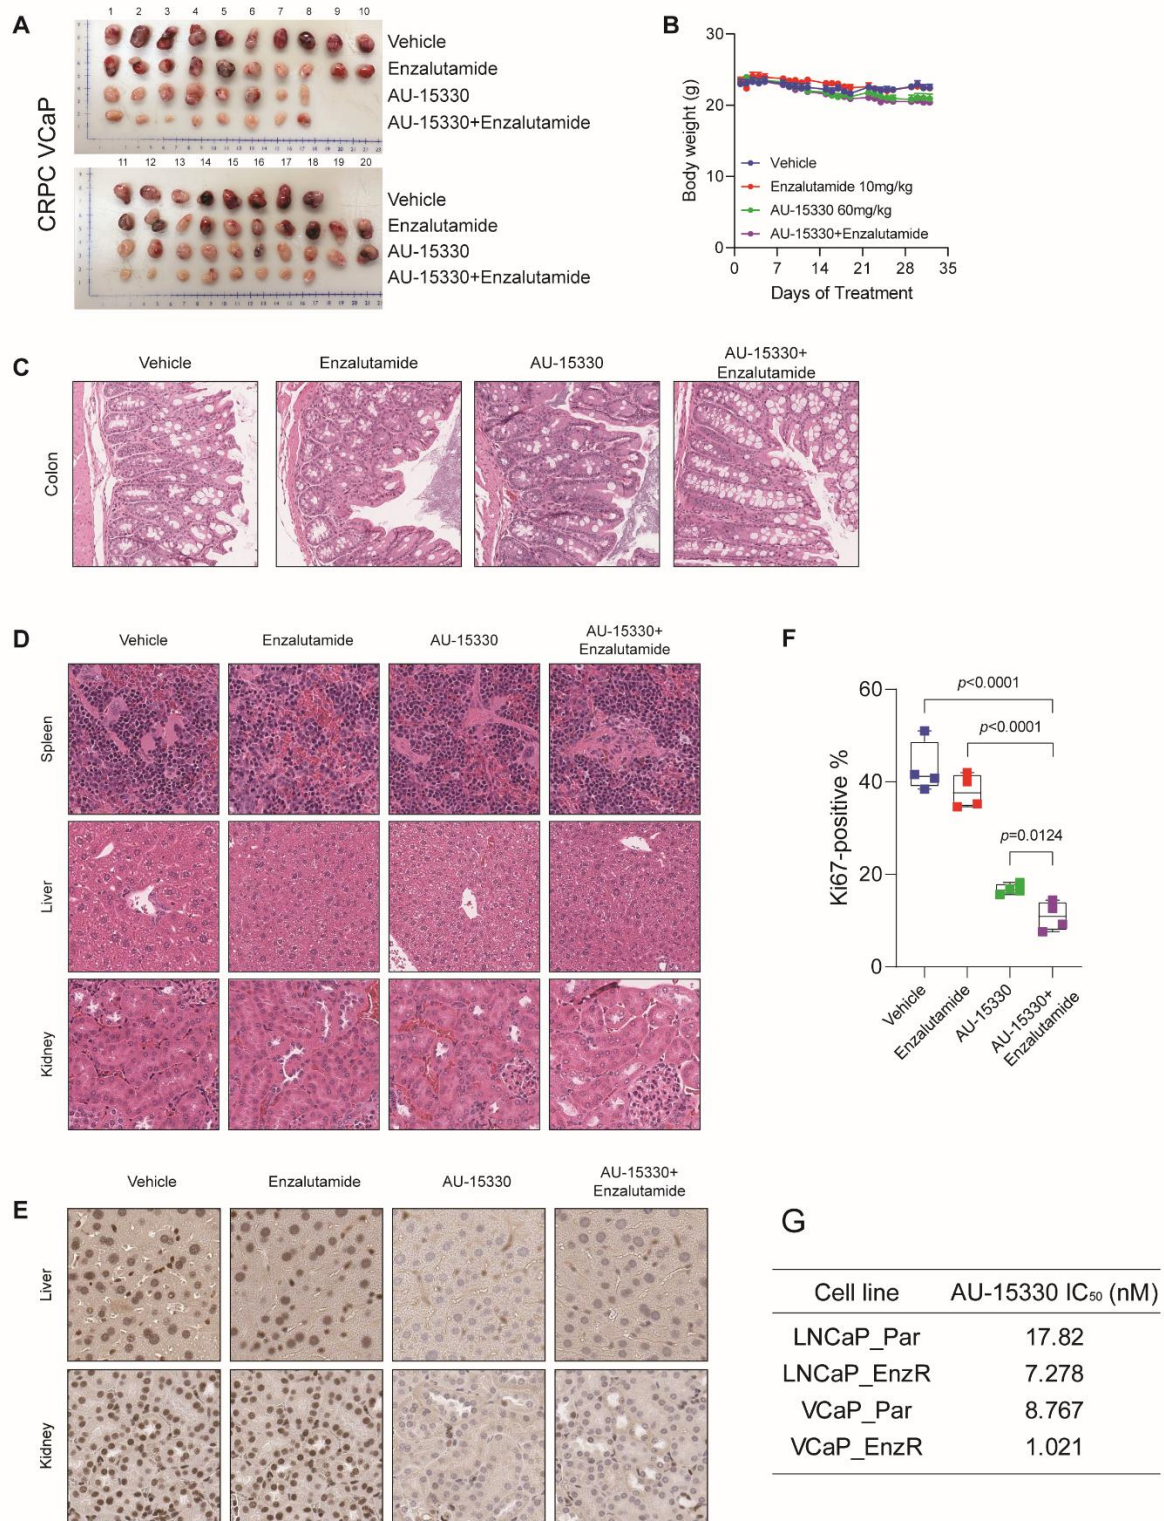 A
1 2 3 4 5 6 7 8 9 10
Vehicle
Enzalutamide
AU-15330
AU-15330+Enzalutamide
CRPC VCaP
11 12 13 14 15 16 17 18 19 20
Vehicle
Enzalutamide
AU-15330
AU-15330+Enzalutamide
B
30
20
10
0
Body weight (g)
Vehicle
Enzalutamide 10mg/kg
AU-15330 60mg/kg
AU-15330+Enzalutamide
0 7 14 21 28 35
Days of Treatment
C
Vehicle
Enzalutamide
AU-15330
AU-15330+
Enzalutamide
Colon
D
Vehicle
Enzalutamide
AU-15330
AU-15330+
Enzalutamide
Spleen
Liver
Kidney
F
60
40
20
0
Ki67-positive %
p<0.0001
p<0.0001
p=0.0124
Vehicle
Enzalutamide
AU-15330
AU-15330+
Enzalutamide
E
Vehicle
Enzalutamide
AU-15330
AU-15330+
Enzalutamide
Liver
Kidney
G
Cell line AU-15330 IC₅₀ (nM)
LNCaP_Par 17.82
LNCaP_EnzR 7.278
VCaP_Par 8.767
VCaP_EnzR 1.021